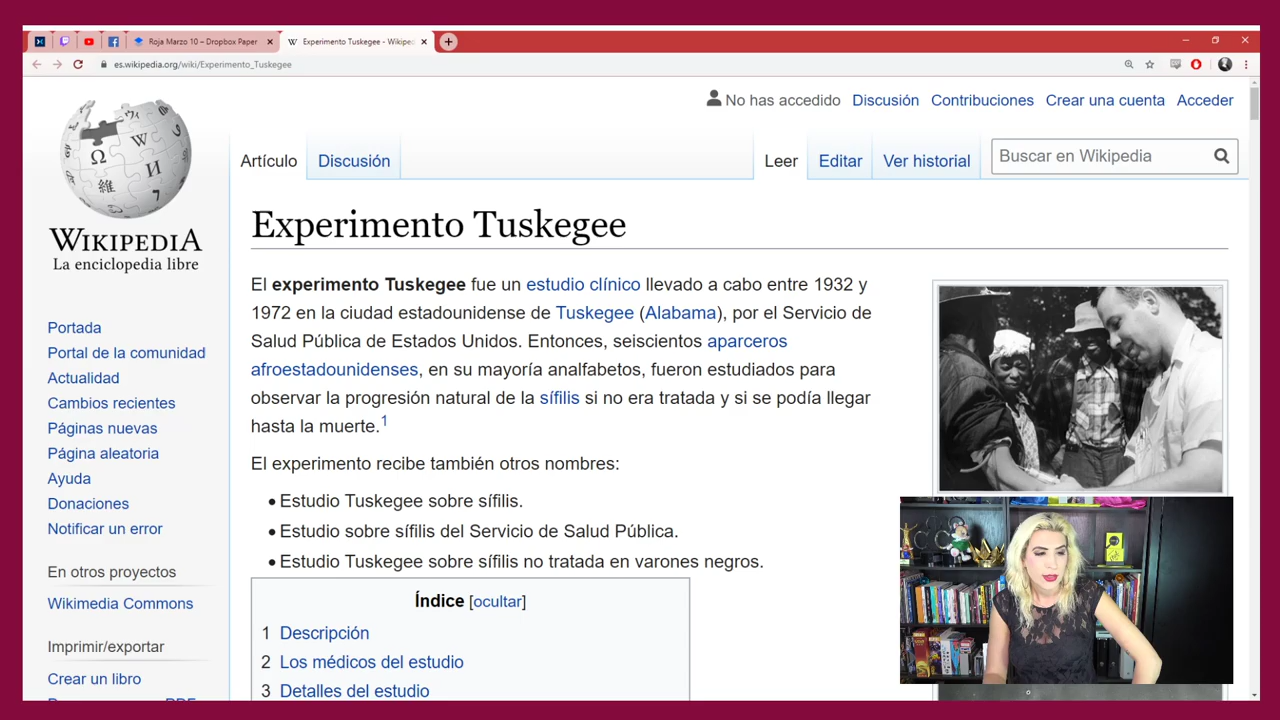 Roja Marzo 10 – Dropbox Paper
Experimento Tuskegee - Wikipe
es.wikipedia.org/wiki/Experimento_Tuskegee
No has accedido Discusión Contribuciones Crear una cuenta Acceder
Artículo Discusión Leer Editar Ver historial Buscar en Wikipedia
WIKIPEDIA
La enciclopedia libre
Portada
Portal de la comunidad
Actualidad
Cambios recientes
Páginas nuevas
Página aleatoria
Ayuda
Donaciones
Notificar un error
En otros proyectos
Wikimedia Commons
Imprimir/exportar
Crear un libro
Experimento Tuskegee
El experimento Tuskegee fue un estudio clínico llevado a cabo entre 1932 y
1972 en la ciudad estadounidense de Tuskegee (Alabama), por el Servicio de
Salud Pública de Estados Unidos. Entonces, seiscientos aparceros
afroestadounidenses, en su mayoría analfabetos, fueron estudiados para
observar la progresión natural de la sífilis si no era tratada y si se podía llegar
hasta la muerte.1
El experimento recibe también otros nombres:
• Estudio Tuskegee sobre sífilis.
• Estudio sobre sífilis del Servicio de Salud Pública.
• Estudio Tuskegee sobre sífilis no tratada en varones negros.
Índice [ocultar]
1 Descripción
2 Los médicos del estudio
3 Detalles del estudio